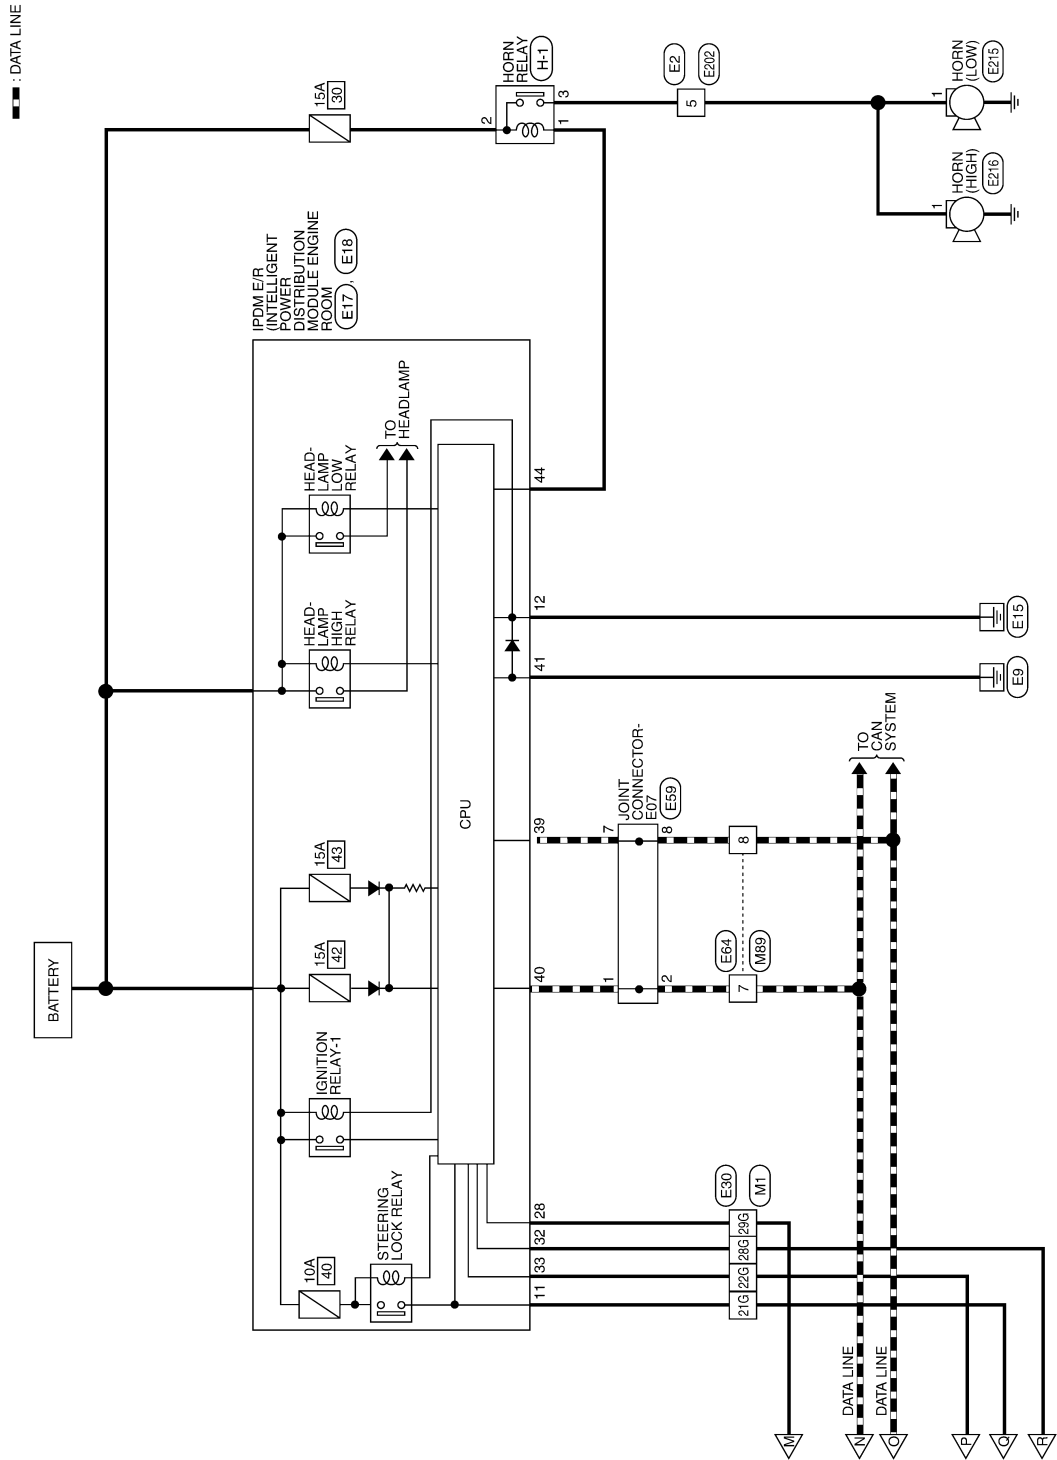 : DATA LINE
BATTERY
15A
30
HORN
RELAY
H-1
2
3
1
E2
E202
5
1
HORN
(LOW)
E215
1
HORN
(HIGH)
E216
IPDM E/R
(INTELLIGENT
POWER
DISTRIBUTION
MODULE ENGINE
ROOM
E17 , E18
10A
40
STEERING
LOCK RELAY
IGNITION
RELAY-1
15A
42
15A
43
HEAD-
LAMP
HIGH
RELAY
HEAD-
LAMP
LOW
RELAY
TO
HEADLAMP
CPU
11
33
32
28
40
39
41
12
44
JOINT
CONNECTOR-
E07
E59
1
7
2
8
E64
M89
7
8
E30
M1
21G
22G
28G
29G
E9
E15
TO
CAN
SYSTEM
DATA LINE
DATA LINE
M
N
O
P
Q
R